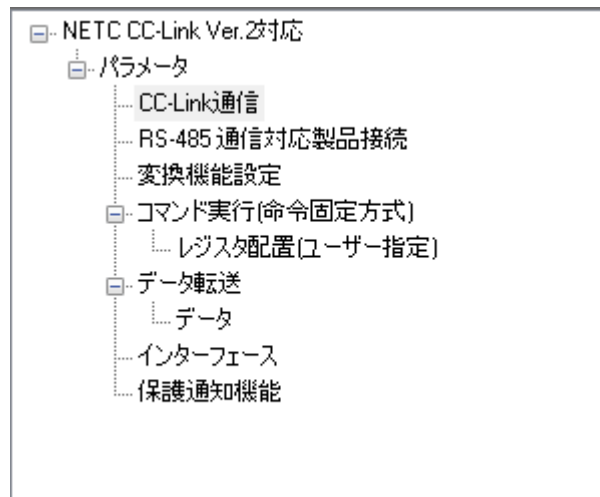 NETC CC-Link Ver.2対応
パラメータ
CC-Link通信
RS-485 通信対応製品接続
変換機能設定
コマンド実行(命令固定方式)
レジスタ配置(ユーザー指定)
データ転送
データ
インターフェース
保護通知機能